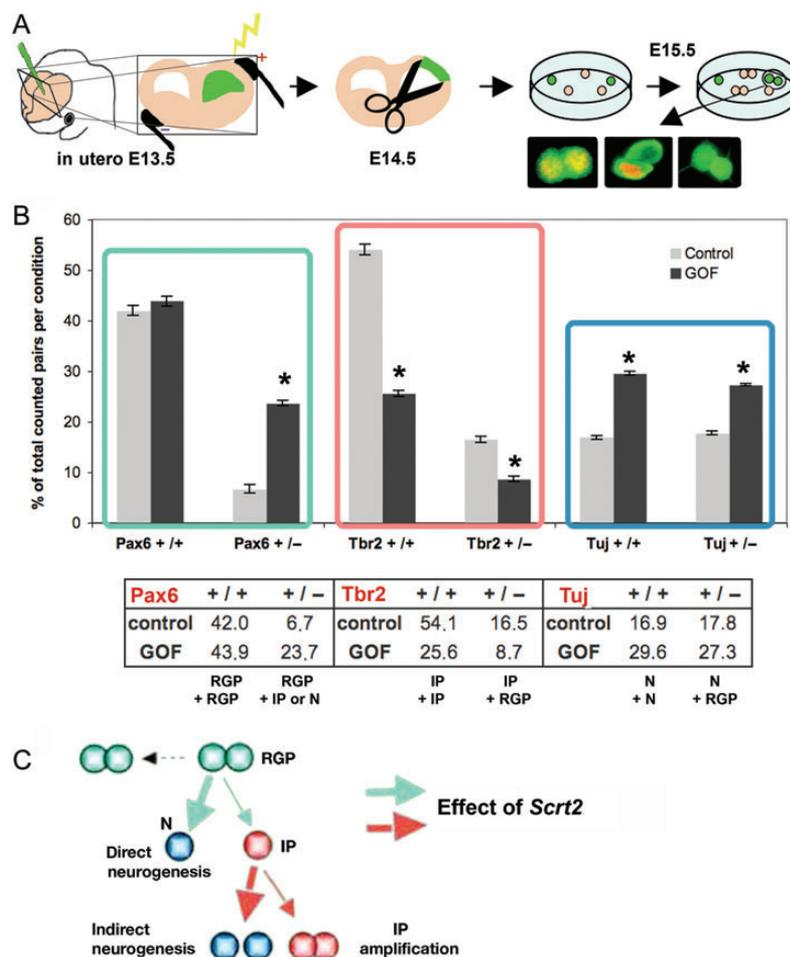 A
+
−
in utero E13.5
E14.5
E15.5
B
% of total counted pairs per condition
60
50
40
30
20
10
0
Control
GOF
*
*
*
*
*
Pax6 +/+ Pax6 +/− Tbr2 +/+ Tbr2 +/− Tuj +/+ Tuj +/−
Pax6 +/+ +/− Tbr2 +/+ +/− Tuj +/+ +/−
control 42.0 6.7 control 54.1 16.5 control 16.9 17.8
GOF 43.9 23.7 GOF 25.6 8.7 GOF 29.6 27.3
RGP RGP IP IP N N
+ RGP + IP or N + IP + RGP + N + RGP
C
RGP
N
IP
Direct
neurogenesis
Effect of Scrt2
Indirect
neurogenesis
IP
amplification